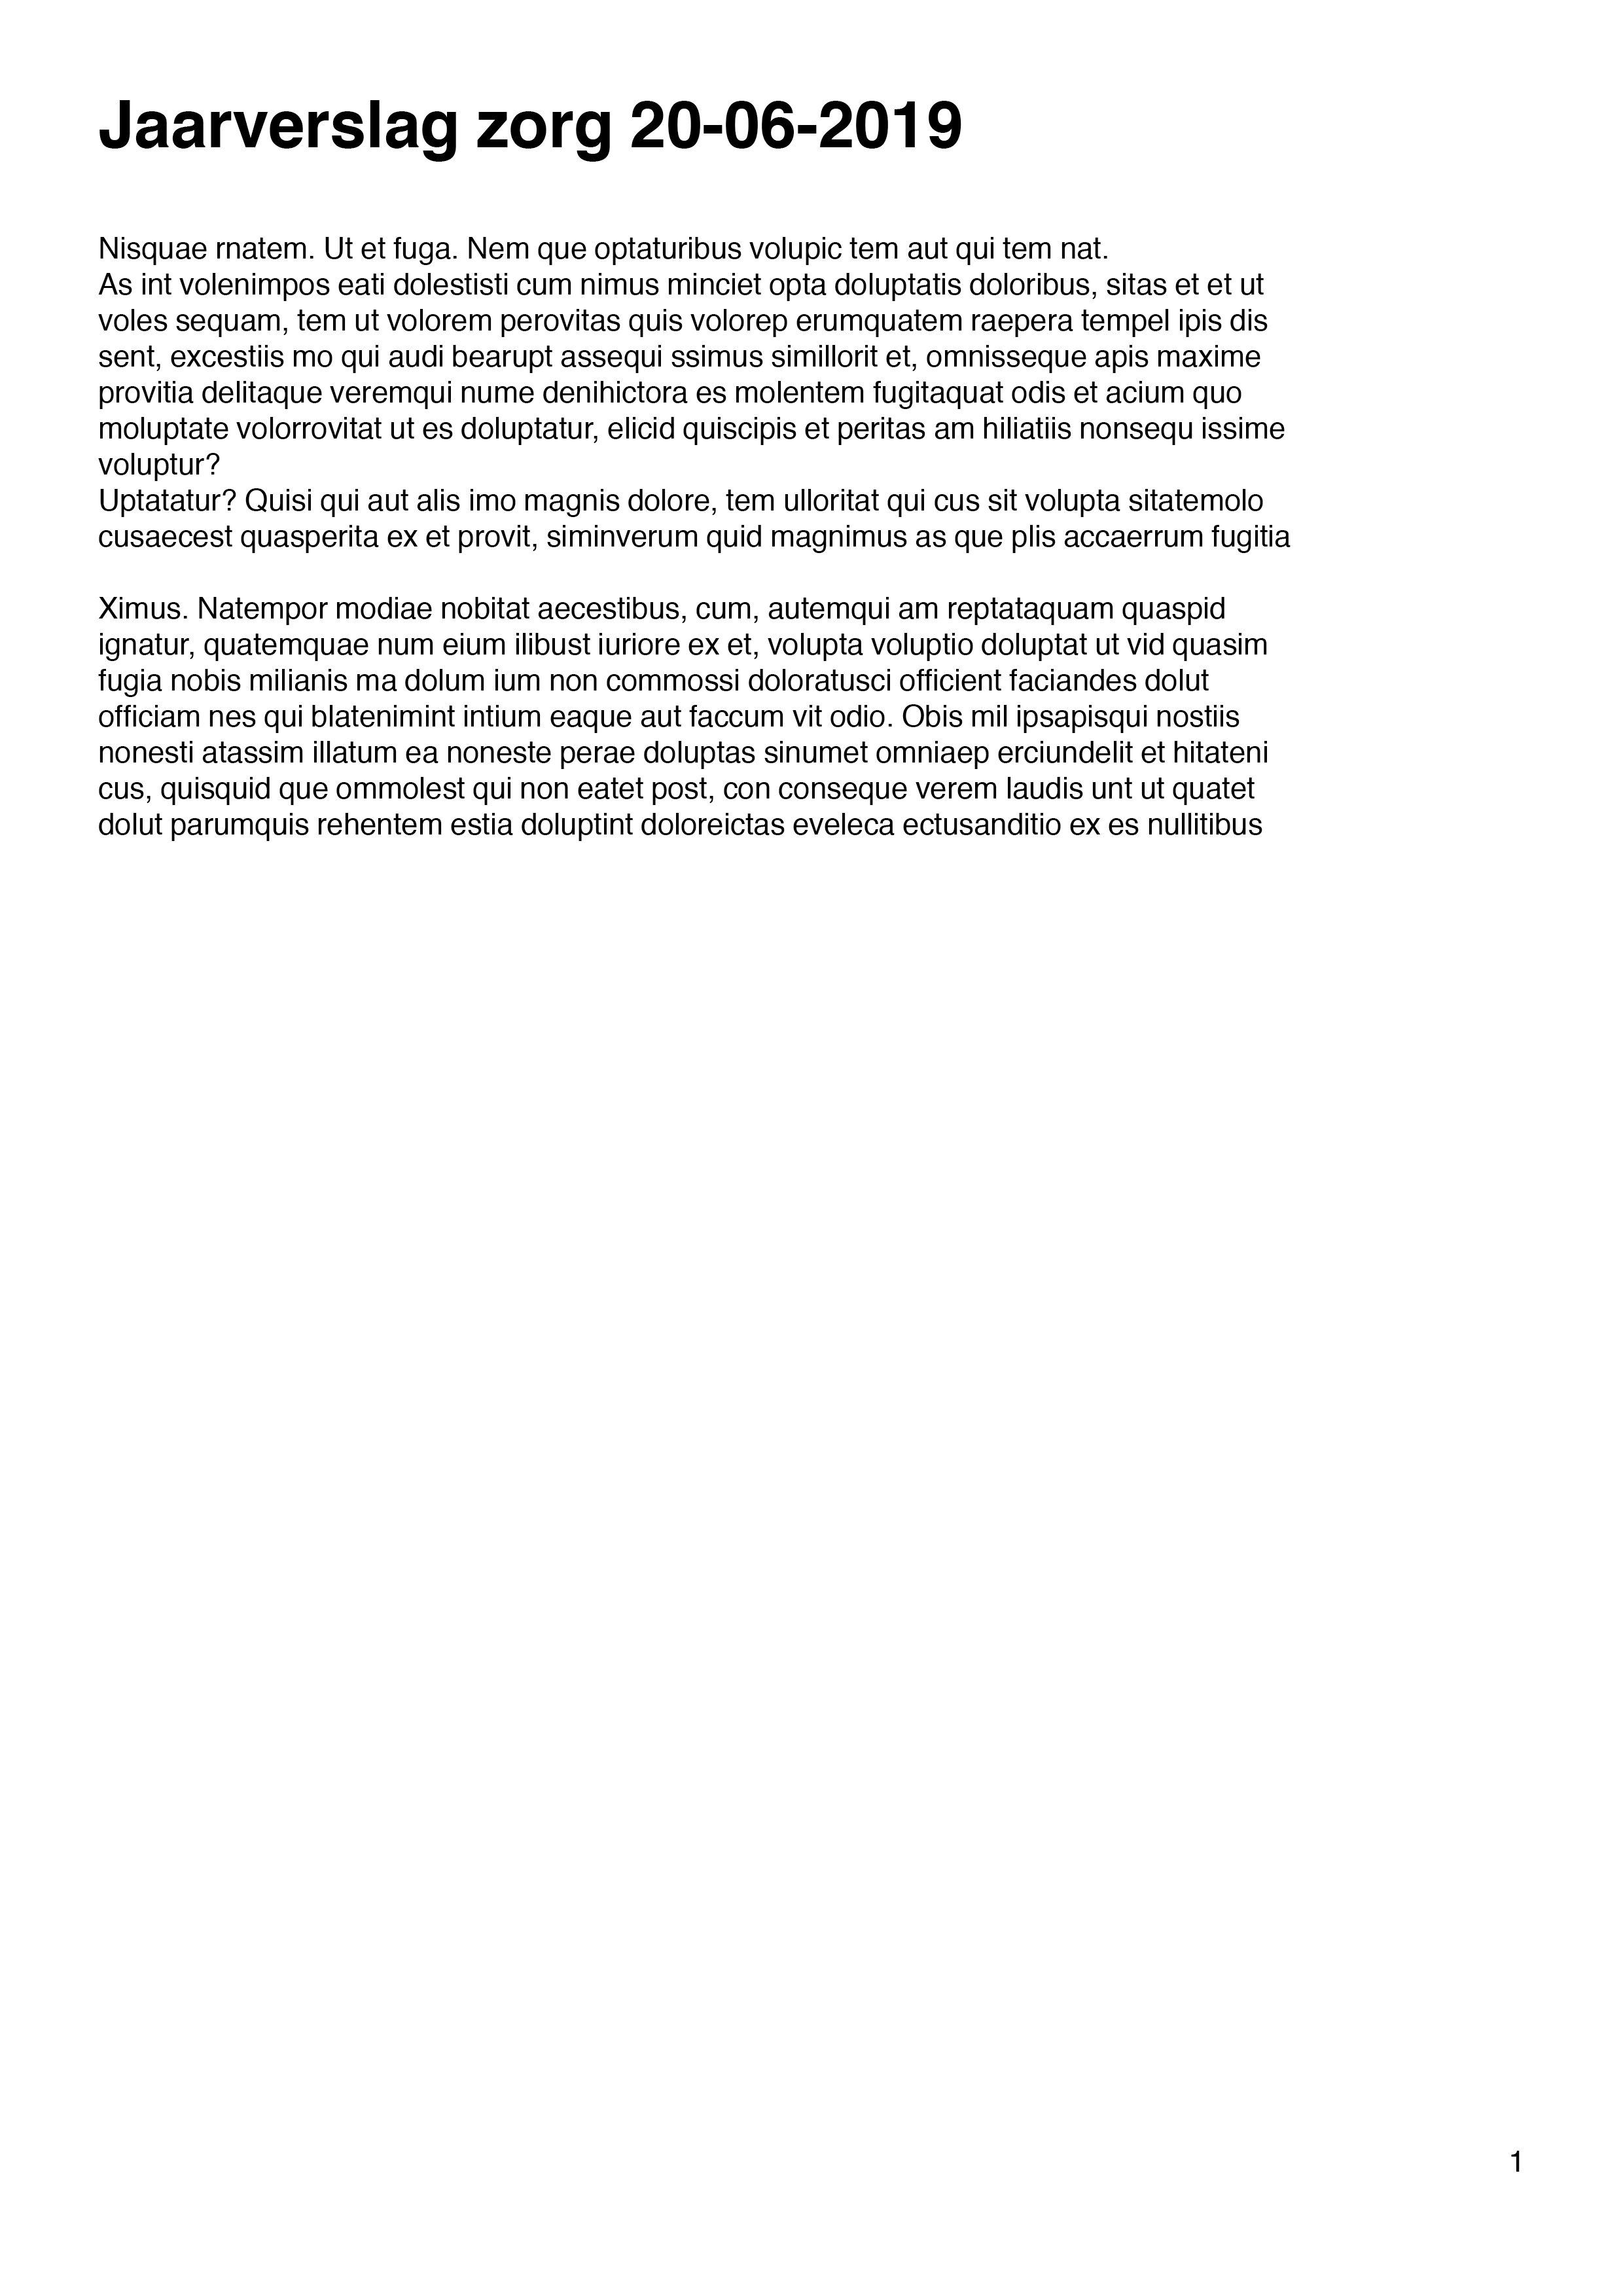 Jaarverslag zorg 20-06-2019
Nisquae rnatem. Ut et fuga. Nem que optaturibus volupic tem aut qui tem nat.
As int volenimpos eati dolestisti cum nimus minciet opta doluptatis doloribus, sitas et et ut
voles sequam, tem ut volorem perovitas quis volorep erumquatem raepera tempel ipis dis
sent, excestiis mo qui audi bearupt assequi ssimus simillorit et, omnisseque apis maxime
provitia delitaque veremqui nume denihictora es molentem fugitaquat odis et acium quo
moluptate volorrovitat ut es doluptatur, elicid quiscipis et peritas am hiliatiis nonsequ issime
voluptur?
Uptatatur? Quisi qui aut alis imo magnis dolore, tem ulloritat qui cus sit volupta sitatemolo
cusaecest quasperita ex et provit, siminverum quid magnimus as que plis accaerrum fugitia
Ximus. Natempor modiae nobitat aecestibus, cum, autemqui am reptataquam quaspid
ignatur, quatemquae num eium ilibust iuriore ex et, volupta voluptio doluptat ut vid quasim
fugia nobis milianis ma dolum ium non commossi doloratusci officient faciandes dolut
officiam nes qui blatenimint intium eaque aut faccum vit odio. Obis mil ipsapisqui nostiis
nonesti atassim illatum ea noneste perae doluptas sinumet omniaep erciundelit et hitateni
cus, quisquid que ommolest qui non eatet post, con conseque verem laudis unt ut quatet
dolut parumquis rehentem estia doluptint doloreictas eveleca ectusanditio ex es nullitibus
1